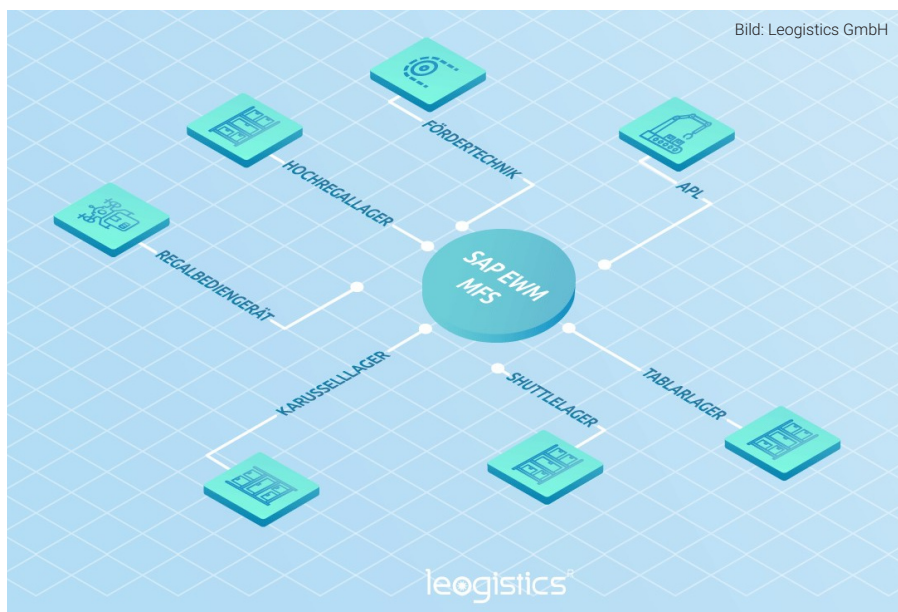 Bild: Leogistics GmbH
FÖRDERTECHNIK
HOCHREGALLAGER
APL
REGALBEDIENGERÄT
SAP EWM
MFS
KARUSSELLLAGER
SHUTTLELAGER
TABLARLAGER
leogistics®